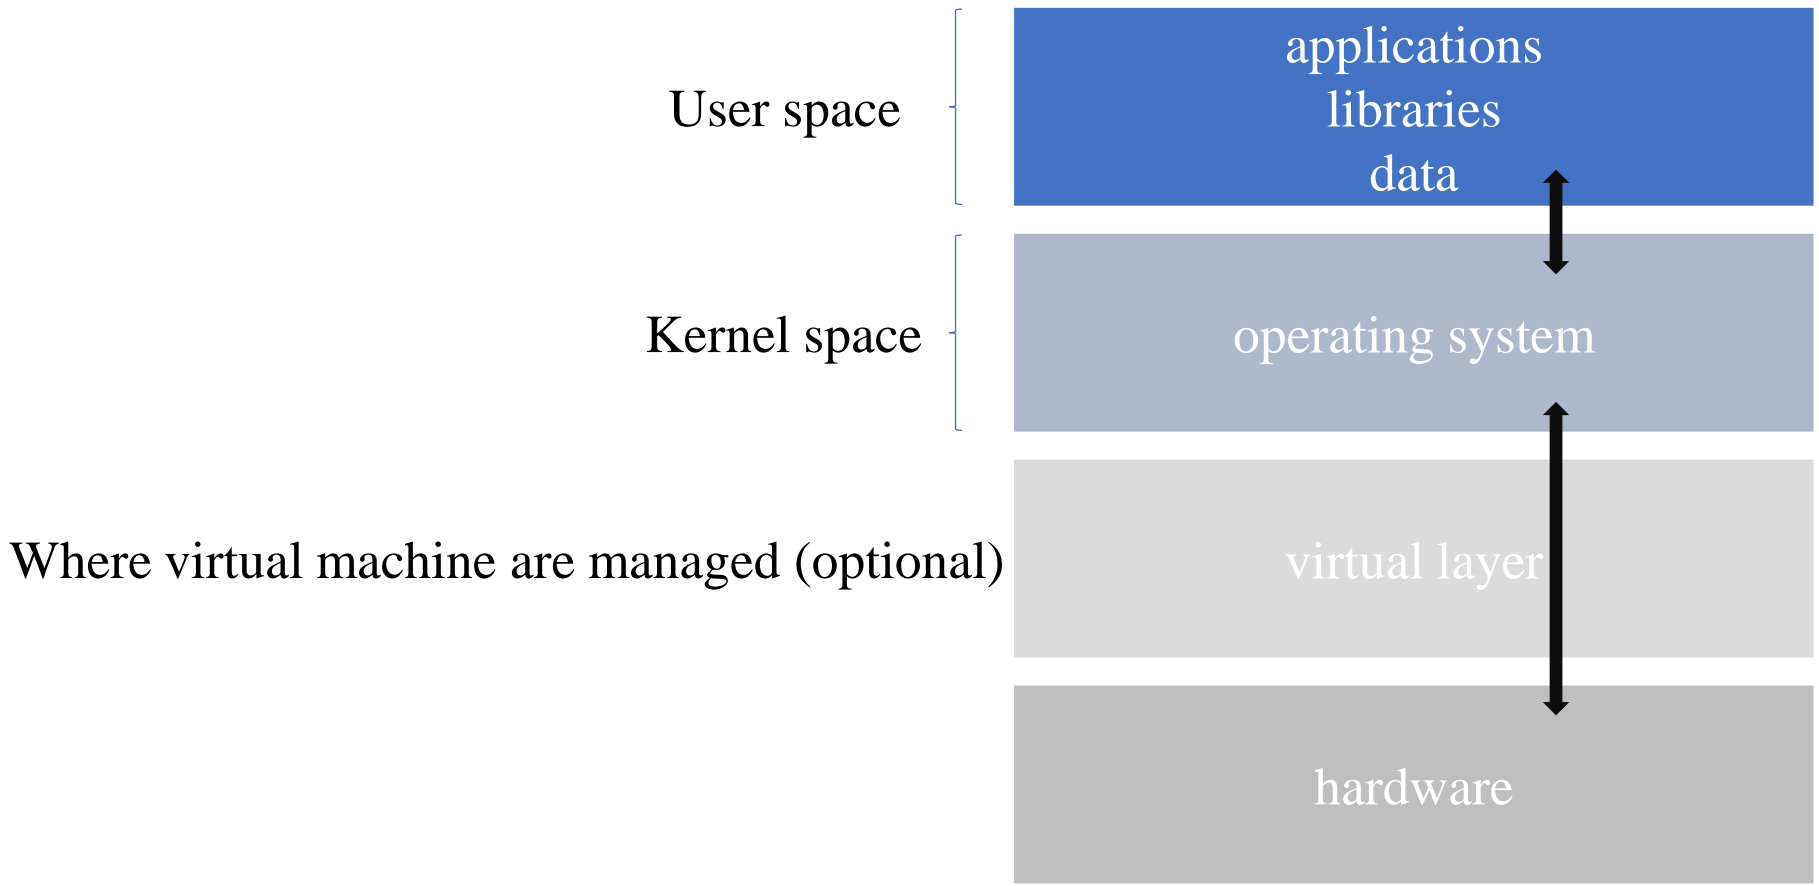 applications
libraries
data
User space
operating system
Kernel space
virtual layer
Where virtual machine are managed (optional)
hardware